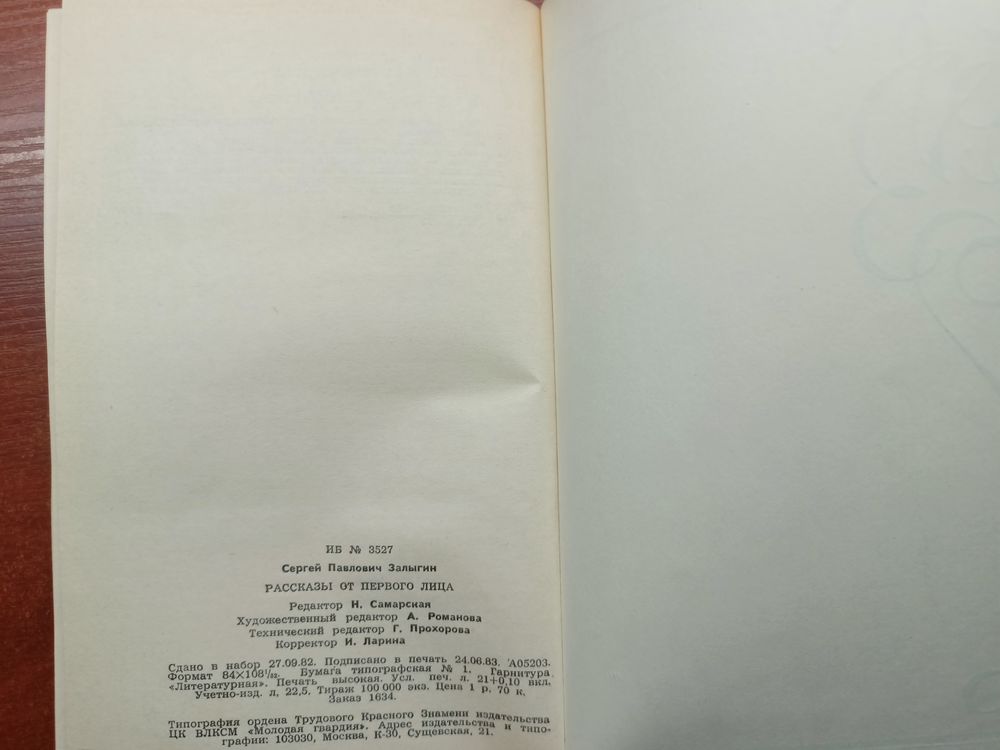 ИБ № 3527
Сергей Павлович Залыгин
РАССКАЗЫ ОТ ПЕРВОГО ЛИЦА
Редактор Н. Самарская
Художественный редактор А. Романова
Технический редактор Г. Прохорова
Корректор И. Ларина
Сдано в набор 27.09.82. Подписано в печать 24.06.83. А05203.
Формат 84×108¹/₃₂. Бумага типографская № 1. Гарнитура
«Литературная». Печать высокая. Усл. печ. л. 21+0,10 вкл.
Учетно-изд. л. 22,5. Тираж 100 000 экз. Цена 1 р. 70 к.
Заказ 1634.
Типография ордена Трудового Красного Знамени издательства
ЦК ВЛКСМ «Молодая гвардия». Адрес издательства и типо-
графии: 103030, Москва, К-30, Сущевская, 21.